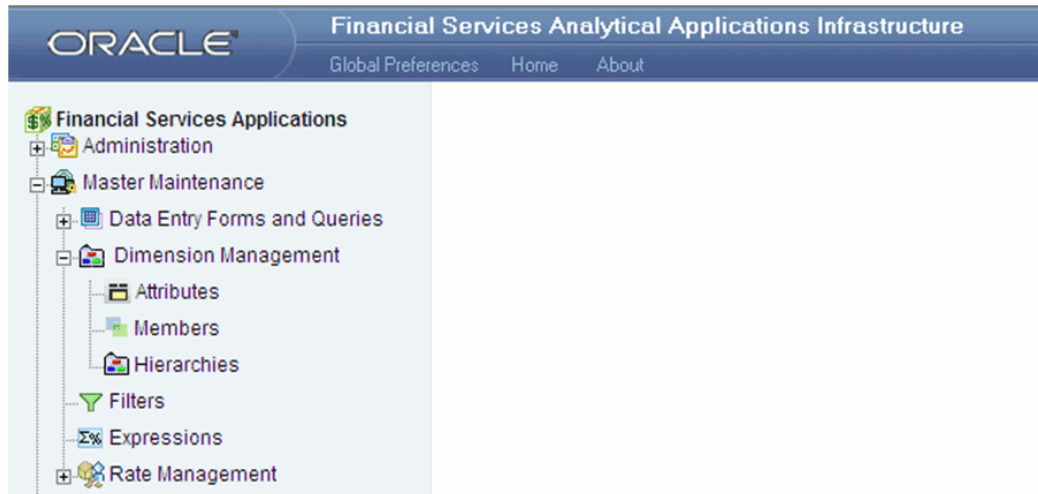 ORACLE
Financial Services Analytical Applications Infrastructure
Global Preferences Home About
Financial Services Applications
Administration
Master Maintenance
Data Entry Forms and Queries
Dimension Management
Attributes
Members
Hierarchies
Filters
Expressions
Rate Management